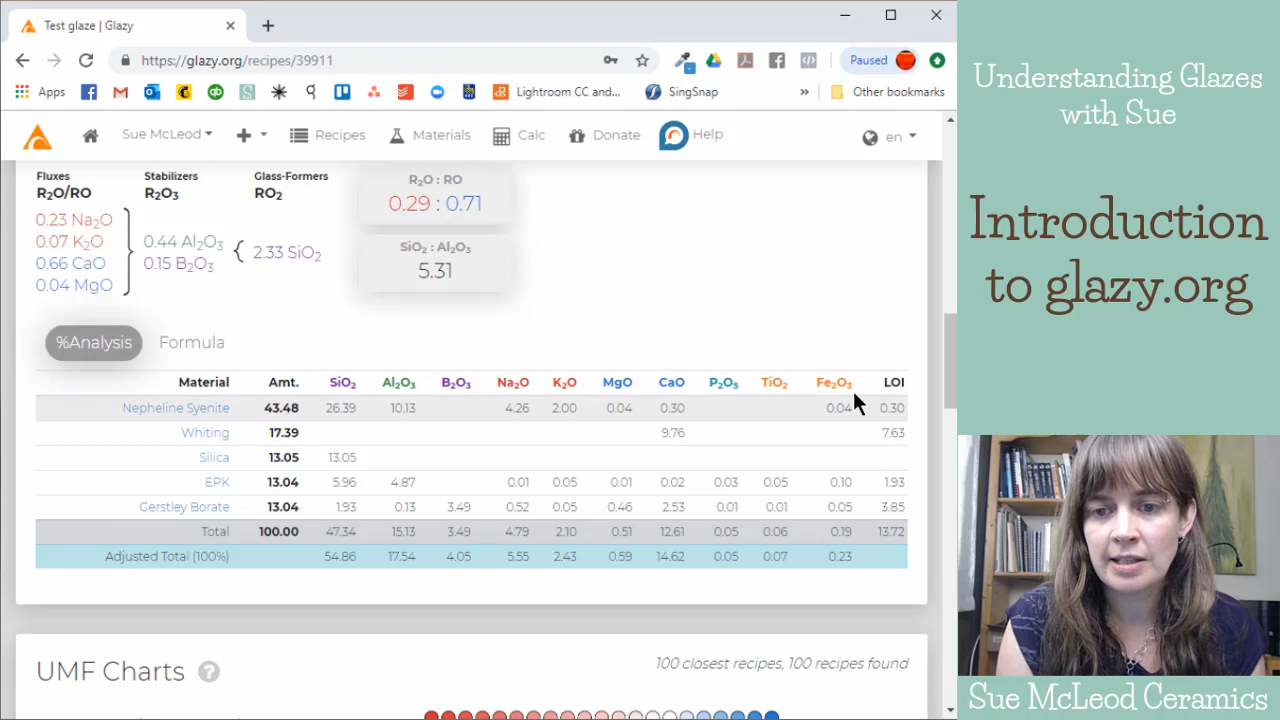 Test glaze | Glazy
https://glazy.org/recipes/39911
Paused
Apps
Lightroom CC and...
SingSnap
»
Other bookmarks
Sue McLeod
Recipes
Materials
Calc
Donate
Help
en
Fluxes Stabilizers Glass-Formers
R₂O/RO R₂O₃ RO₂
0.23 Na₂O
0.07 K₂O
0.66 CaO
0.04 MgO
0.44 Al₂O₃
0.15 B₂O₃
2.33 SiO₂
R₂O : RO
0.29 : 0.71
SiO₂ : Al₂O₃
5.31
%Analysis Formula
Material Amt. SiO₂ Al₂O₃ B₂O₃ Na₂O K₂O MgO CaO P₂O₅ TiO₂ Fe₂O₃ LOI
Nepheline Syenite 43.48 26.39 10.13 4.26 2.00 0.04 0.30 0.04 0.30
Whiting 17.39 9.76 7.63
Silica 13.05 13.05
EPK 13.04 5.96 4.87 0.01 0.05 0.01 0.02 0.03 0.05 0.10 1.93
Gerstley Borate 13.04 1.93 0.13 3.49 0.52 0.05 0.46 2.53 0.01 0.01 0.05 3.85
Total 100.00 47.34 15.13 3.49 4.79 2.10 0.51 12.61 0.05 0.06 0.19 13.72
Adjusted Total (100%) 54.86 17.54 4.05 5.55 2.43 0.59 14.62 0.05 0.07 0.23
UMF Charts ?
100 closest recipes, 100 recipes found
Understanding Glazes
with Sue
Introduction
to glazy.org
Sue McLeod Ceramics